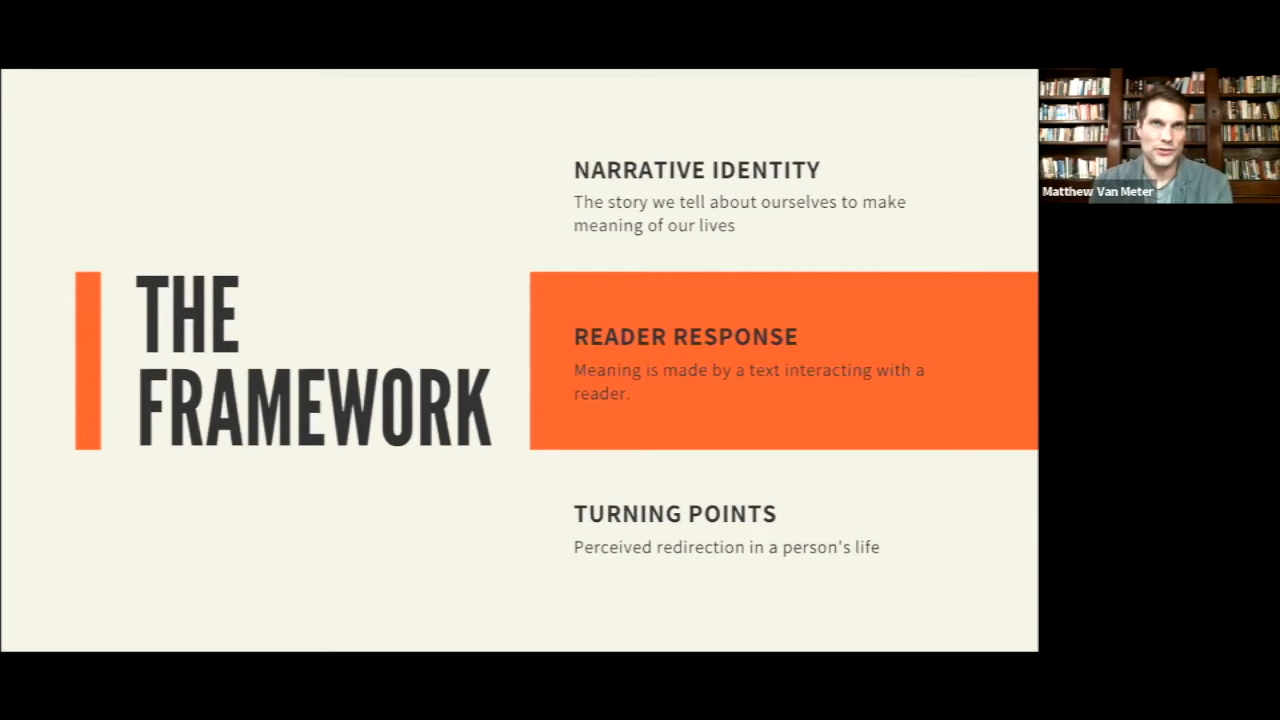 THE
FRAMEWORK
NARRATIVE IDENTITY
The story we tell about ourselves to make
meaning of our lives
READER RESPONSE
Meaning is made by a text interacting with a
reader.
TURNING POINTS
Perceived redirection in a person's life
Matthew Van Meter